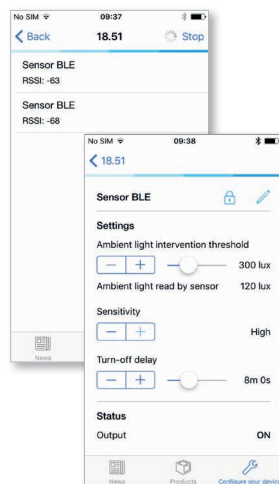 No SIM 09:37
Back 18.51 Stop
Sensor BLE
RSSI: -63
Sensor BLE
RSSI: -68
News
No SIM 09:38
18.51
Sensor BLE
Settings
Ambient light intervention threshold
− + 300 lux
Ambient light read by sensor 120 lux
Sensitivity
− + High
Turn-off delay
− + 8m 0s
Status
Output ON
News Products Configure your device